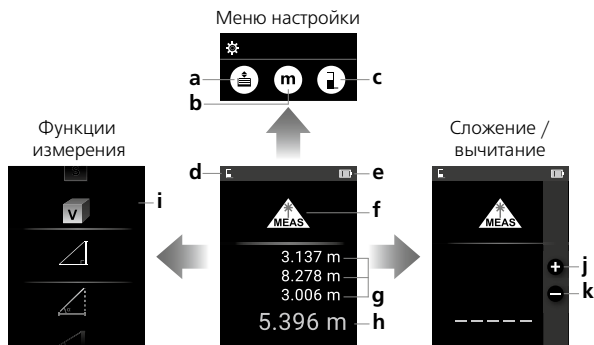 Меню настройки
a
m
b
c
Функции
измерения
V
i
d
e
MEAS
f
3.137 m
8.278 m
3.006 m
g
5.396 m
h
Сложение /
вычитание
MEAS
+
j
−
k
_ _ _ _ _